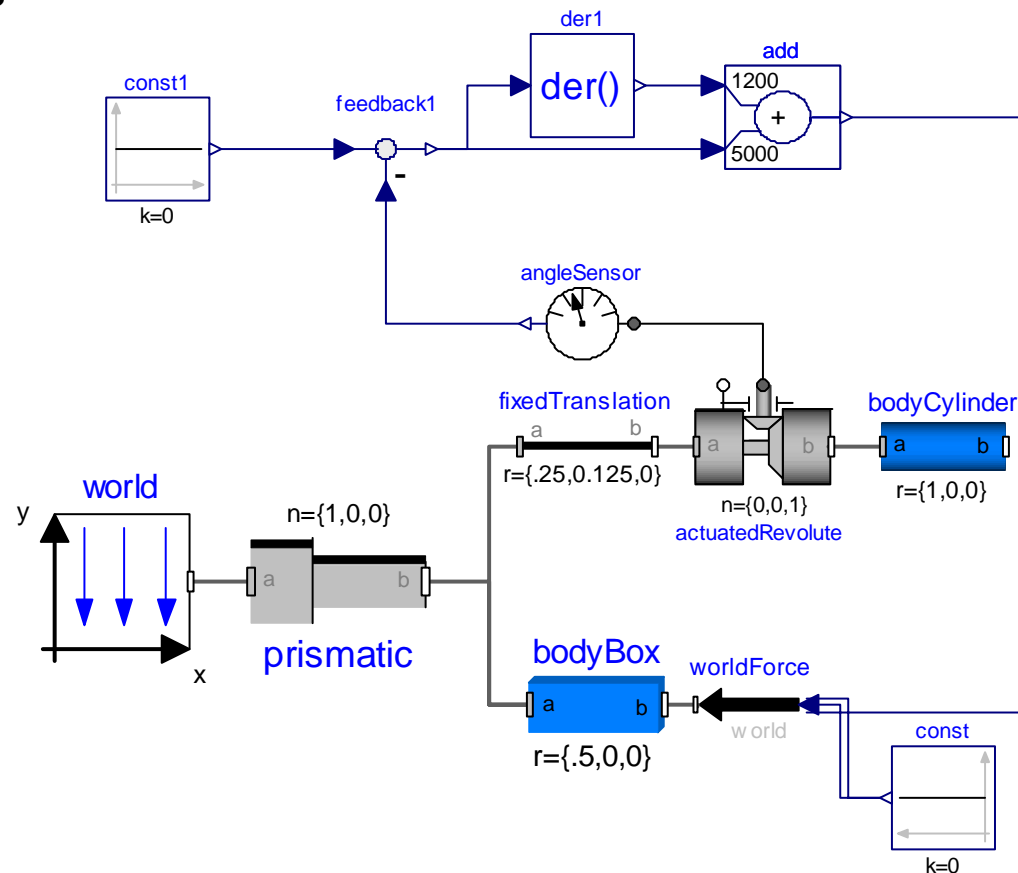 der1
add
const1
der()
1200
feedback1
+
5000
-
k=0
angleSensor
fixedTranslation
bodyCylinder
a
b
a
b
a
b
world
r={.25,0.125,0}
r={1,0,0}
n={0,0,1}
y
n={1,0,0}
actuatedRevolute
a
b
prismatic
bodyBox
worldForce
x
a
b
world
const
r={.5,0,0}
k=0